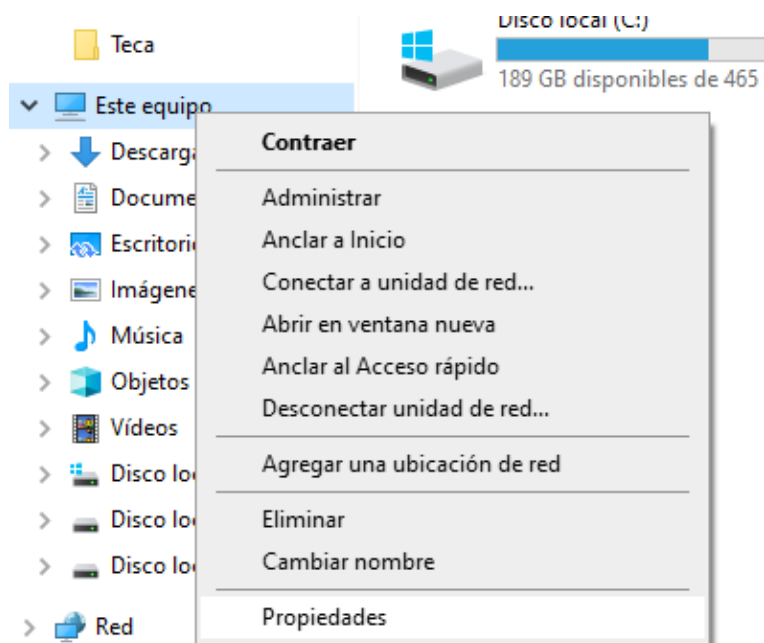 Teca
Este equipo
Descarga
Docume
Escritori
Imágene
Música
Objetos
Vídeos
Disco lo
Disco lo
Disco lo
Red
Disco local (C:)
189 GB disponibles de 465
Contraer
Administrar
Anclar a Inicio
Conectar a unidad de red...
Abrir en ventana nueva
Anclar al Acceso rápido
Desconectar unidad de red...
Agregar una ubicación de red
Eliminar
Cambiar nombre
Propiedades